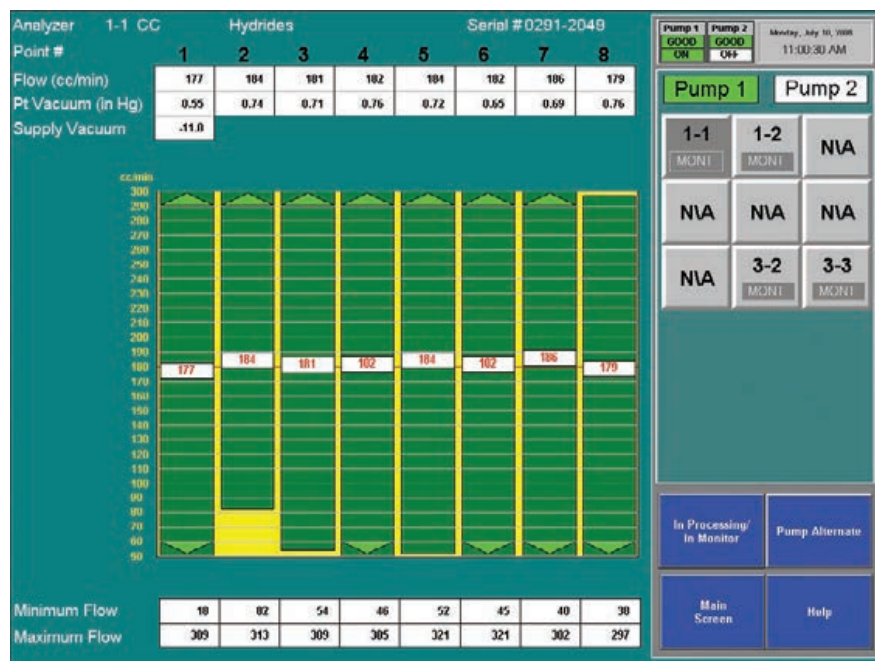 Analyzer 1-1 CC Hydrides Serial # 0291-2049
Point # 1 2 3 4 5 6 7 8
Flow (cc/min) 177 184 181 182 184 182 186 179
Pt Vacuum (in Hg) 0.55 0.74 0.71 0.76 0.72 0.65 0.69 0.76
Supply Vacuum -11.0
cc/min
300
290
280
270
260
250
240
230
220
210
200
190
180
170
160
150
140
130
120
110
100
90
80
70
60
50
177 184 181 182 184 182 186 179
Minimum Flow 18 82 54 46 52 45 40 38
Maximum Flow 309 313 309 305 321 321 302 297
Pump 1 Pump 2
GOOD GOOD
ON OFF
Monday, July 10,
11:00:30 AM
Pump 1 Pump 2
1-1 1-2 N\A
MONT MONT
N\A N\A N\A
N\A 3-2 3-3
MONT MONT
In Processing/
In Monitor
Pump Alternate
Main
Screen
Help